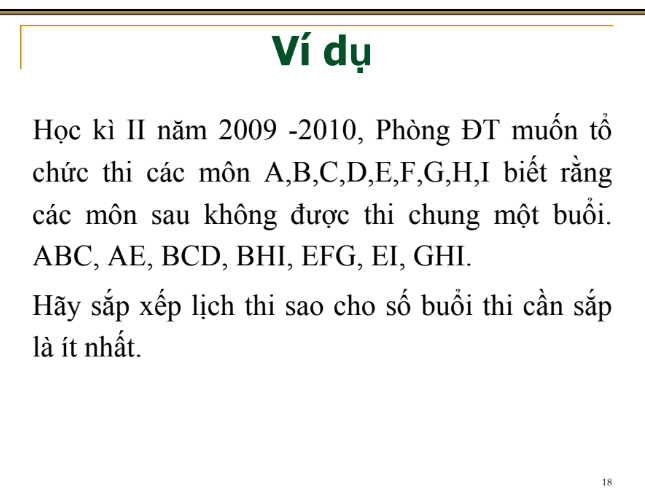 Ví dụ
Học kì II năm 2009 -2010, Phòng ĐT muốn tổ
chức thi các môn A,B,C,D,E,F,G,H,I biết rằng
các môn sau không được thi chung một buổi.
ABC, AE, BCD, BHI, EFG, EI, GHI.
Hãy sắp xếp lịch thi sao cho số buổi thi cần sắp
là ít nhất.
18